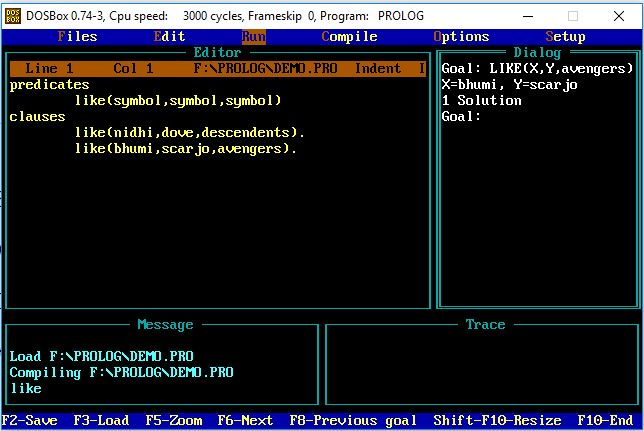 DOSBox 0.74-3, Cpu speed: 3000 cycles, Frameskip 0, Program: PROLOG
Files Edit Run Compile Options Setup
Editor
Line 1 Col 1 F:\PROLOG\DEMO.PRO Indent I
predicates
like(symbol,symbol,symbol)
clauses
like(nidhi,dove,descendents).
like(bhumi,scarjo,avengers).
Dialog
Goal: LIKE(X,Y,avengers)
X=bhumi, Y=scarjo
1 Solution
Goal:
Message
Load F:\PROLOG\DEMO.PRO
Compiling F:\PROLOG\DEMO.PRO
like
Trace
F2-Save F3-Load F5-Zoom F6-Next F8-Previous goal Shift-F10-Resize F10-End